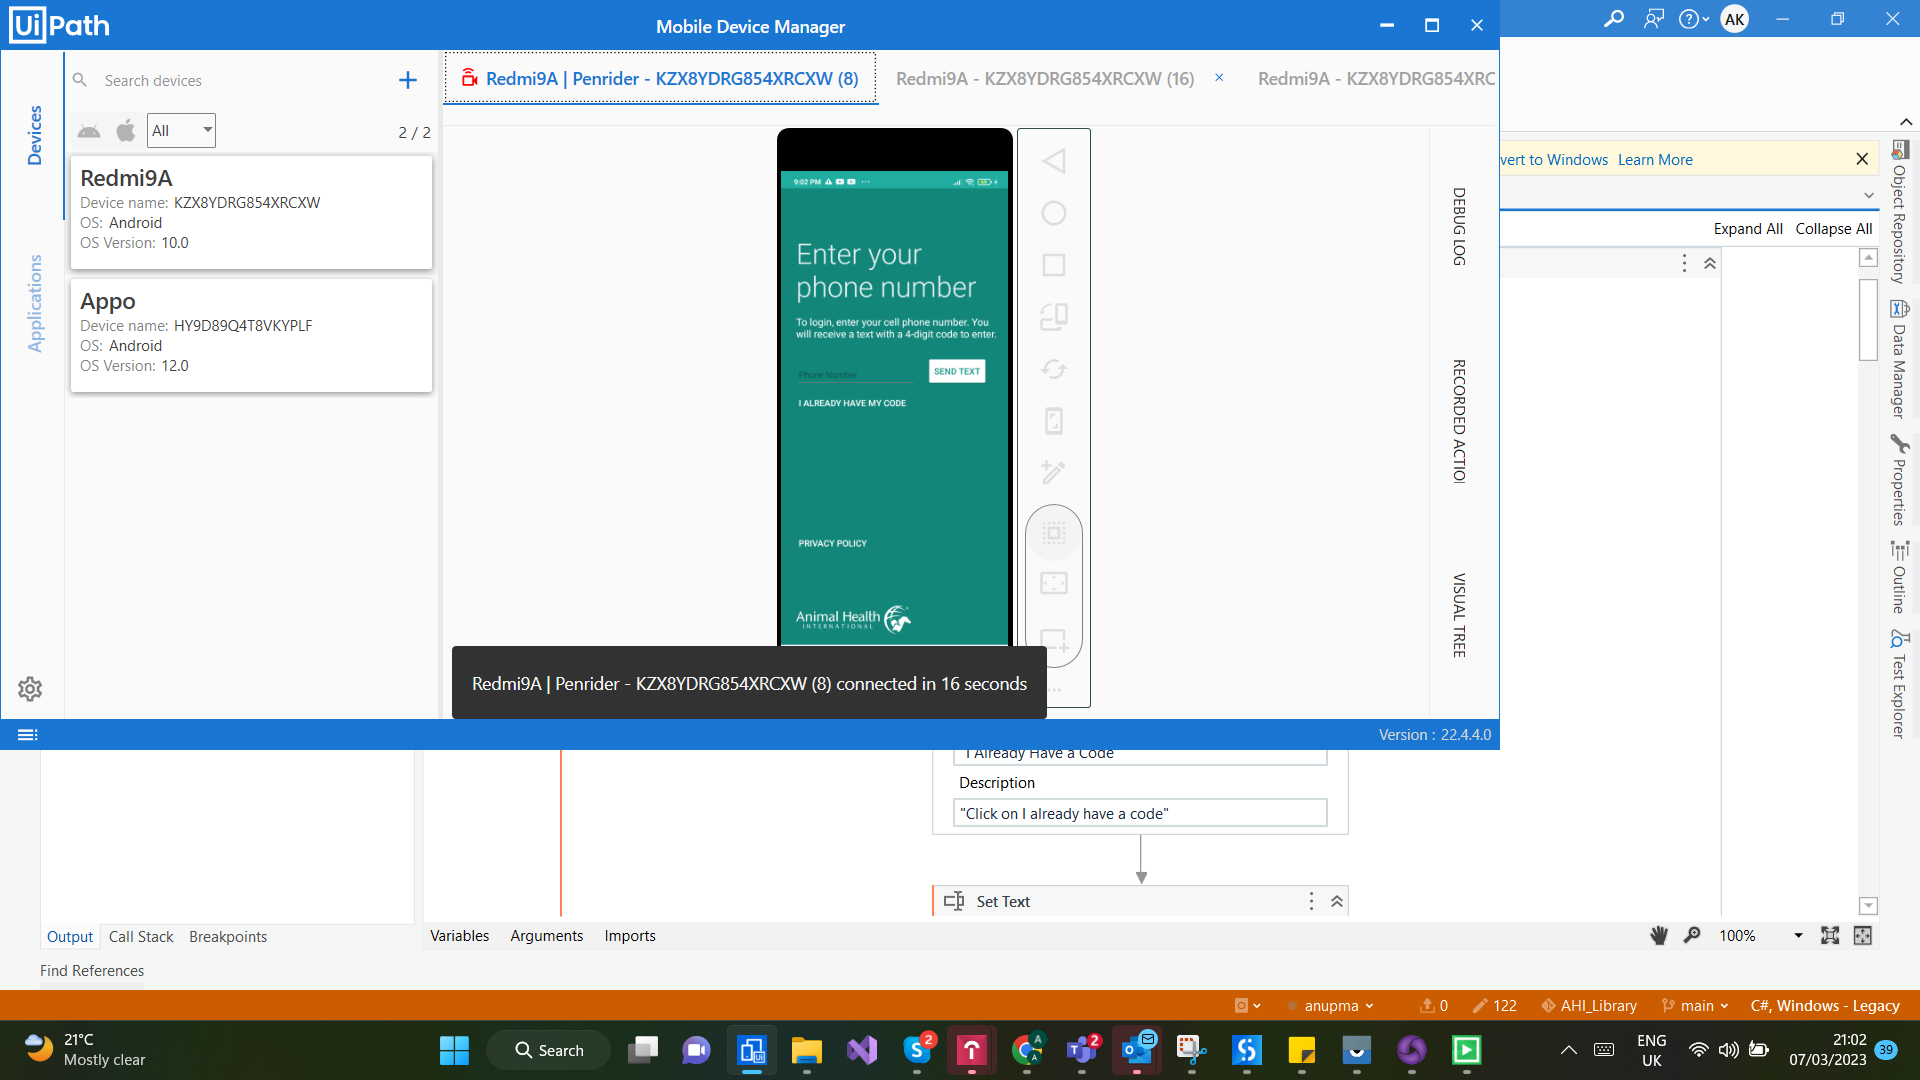 UiPath
Mobile Device Manager
AK
Devices
Applications
Search devices
All
2 / 2
Redmi9A
Device name: KZX8YDRG854XRCXW
OS: Android
OS Version: 10.0
Appo
Device name: HY9D89Q4T8VKYPLF
OS: Android
OS Version: 12.0
Redmi9A | Penrider - KZX8YDRG854XRCXW (8)
Redmi9A - KZX8YDRG854XRCXW (16)
Redmi9A - KZX8YDRG854XRC
9:02 PM
Enter your
phone number
To login, enter your cell phone number. You
will receive a text with a 4-digit code to enter.
Phone Number
SEND TEXT
I ALREADY HAVE MY CODE
PRIVACY POLICY
Animal Health
INTERNATIONAL
DEBUG LOG
RECORDED ACTIO
VISUAL TREE
Redmi9A | Penrider - KZX8YDRG854XRCXW (8) connected in 16 seconds
Version : 22.4.4.0
vert to Windows Learn More
Expand All Collapse All
Object Repository
Data Manager
Properties
Outline
Test Explorer
"I Already Have a Code"
Description
"Click on I already have a code"
Set Text
Output Call Stack Breakpoints
Variables Arguments Imports
100%
Find References
anupma
0
122
AHI_Library
main
C#, Windows - Legacy
21°C
Mostly clear
Search
2
A
A
2
ENG
UK
21:02
07/03/2023
39